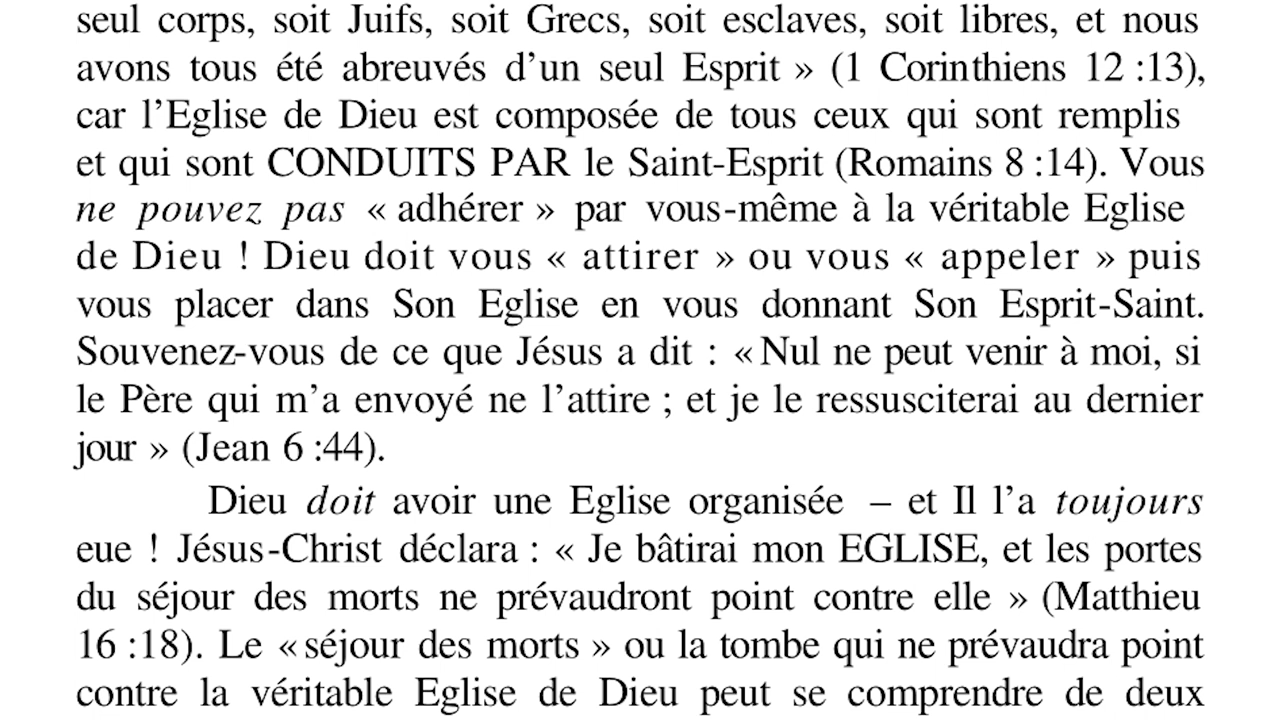 seul corps, soit Juifs, soit Grecs, soit esclaves, soit libres, et nous
avons tous été abreuvés d’un seul Esprit » (1 Corinthiens 12 :13),
car l’Eglise de Dieu est composée de tous ceux qui sont remplis
et qui sont CONDUITS PAR le Saint-Esprit (Romains 8 :14). Vous
ne pouvez pas « adhérer » par vous-même à la véritable Eglise
de Dieu ! Dieu doit vous « attirer » ou vous « appeler » puis
vous placer dans Son Eglise en vous donnant Son Esprit-Saint.
Souvenez-vous de ce que Jésus a dit : « Nul ne peut venir à moi, si
le Père qui m’a envoyé ne l’attire ; et je le ressusciterai au dernier
jour » (Jean 6 :44).
Dieu doit avoir une Eglise organisée – et Il l’a toujours
eue ! Jésus-Christ déclara : « Je bâtirai mon EGLISE, et les portes
du séjour des morts ne prévaudront point contre elle » (Matthieu
16 :18). Le « séjour des morts » ou la tombe qui ne prévaudra point
contre la véritable Eglise de Dieu peut se comprendre de deux